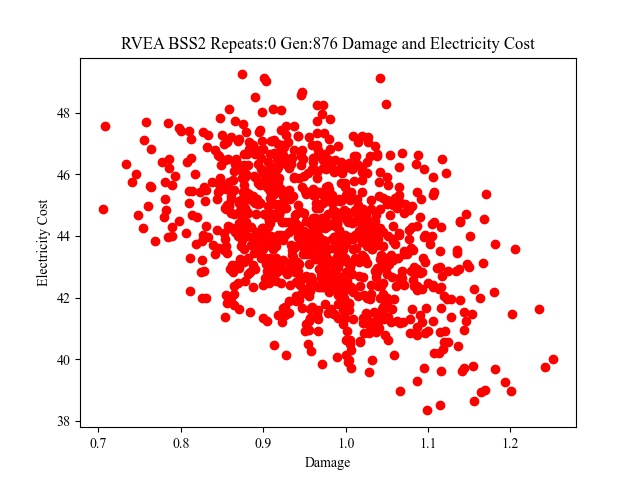 RVEA BSS2 Repeats:0 Gen:876 Damage and Electricity Cost
48
46
44
42
40
38
Electricity Cost
0.7 0.8 0.9 1.0 1.1 1.2
Damage